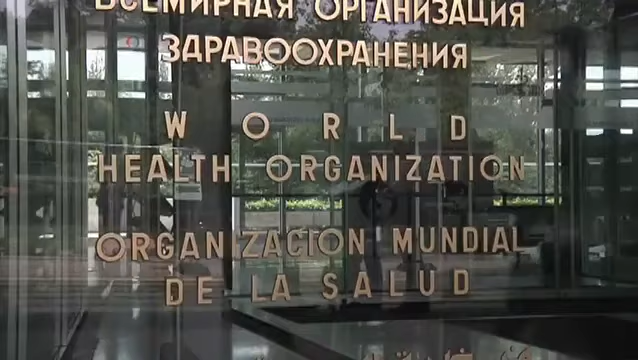 ВСЕМИРНАЯ ОРГАНИЗАЦИЯ
ЗДРАВООХРАНЕНИЯ
WORLD
HEALTH ORGANIZATION
ORGANIZACION MUNDIAL
DE LA SALUD